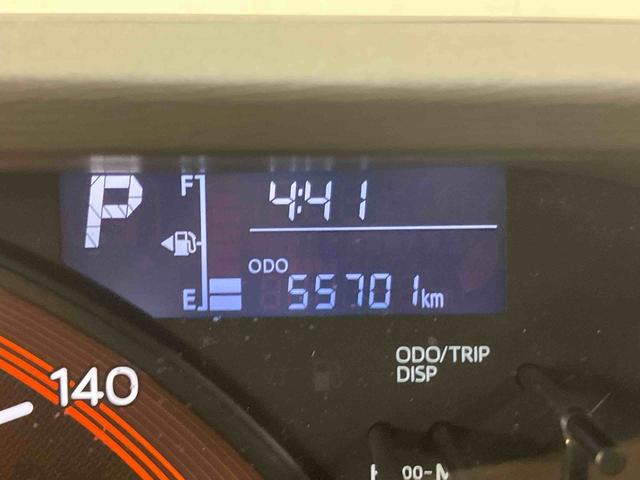 P
F
4:41
ODO
E
55701km
ODO/TRIP
DISP
140